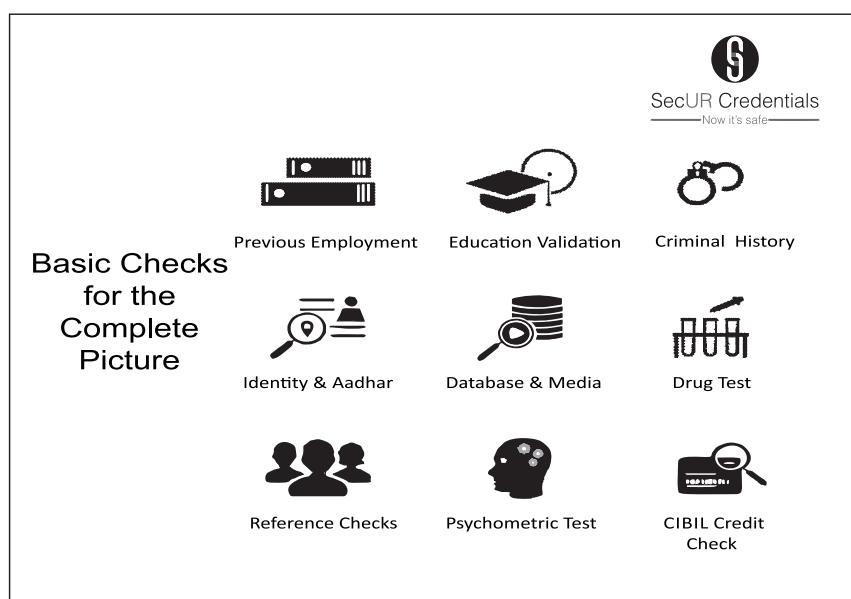 SecUR Credentials
Now it's safe
Basic Checks
for the
Complete
Picture
Previous Employment
Education Validation
Criminal History
Identity & Aadhar
Database & Media
Drug Test
Reference Checks
Psychometric Test
CIBIL Credit
Check